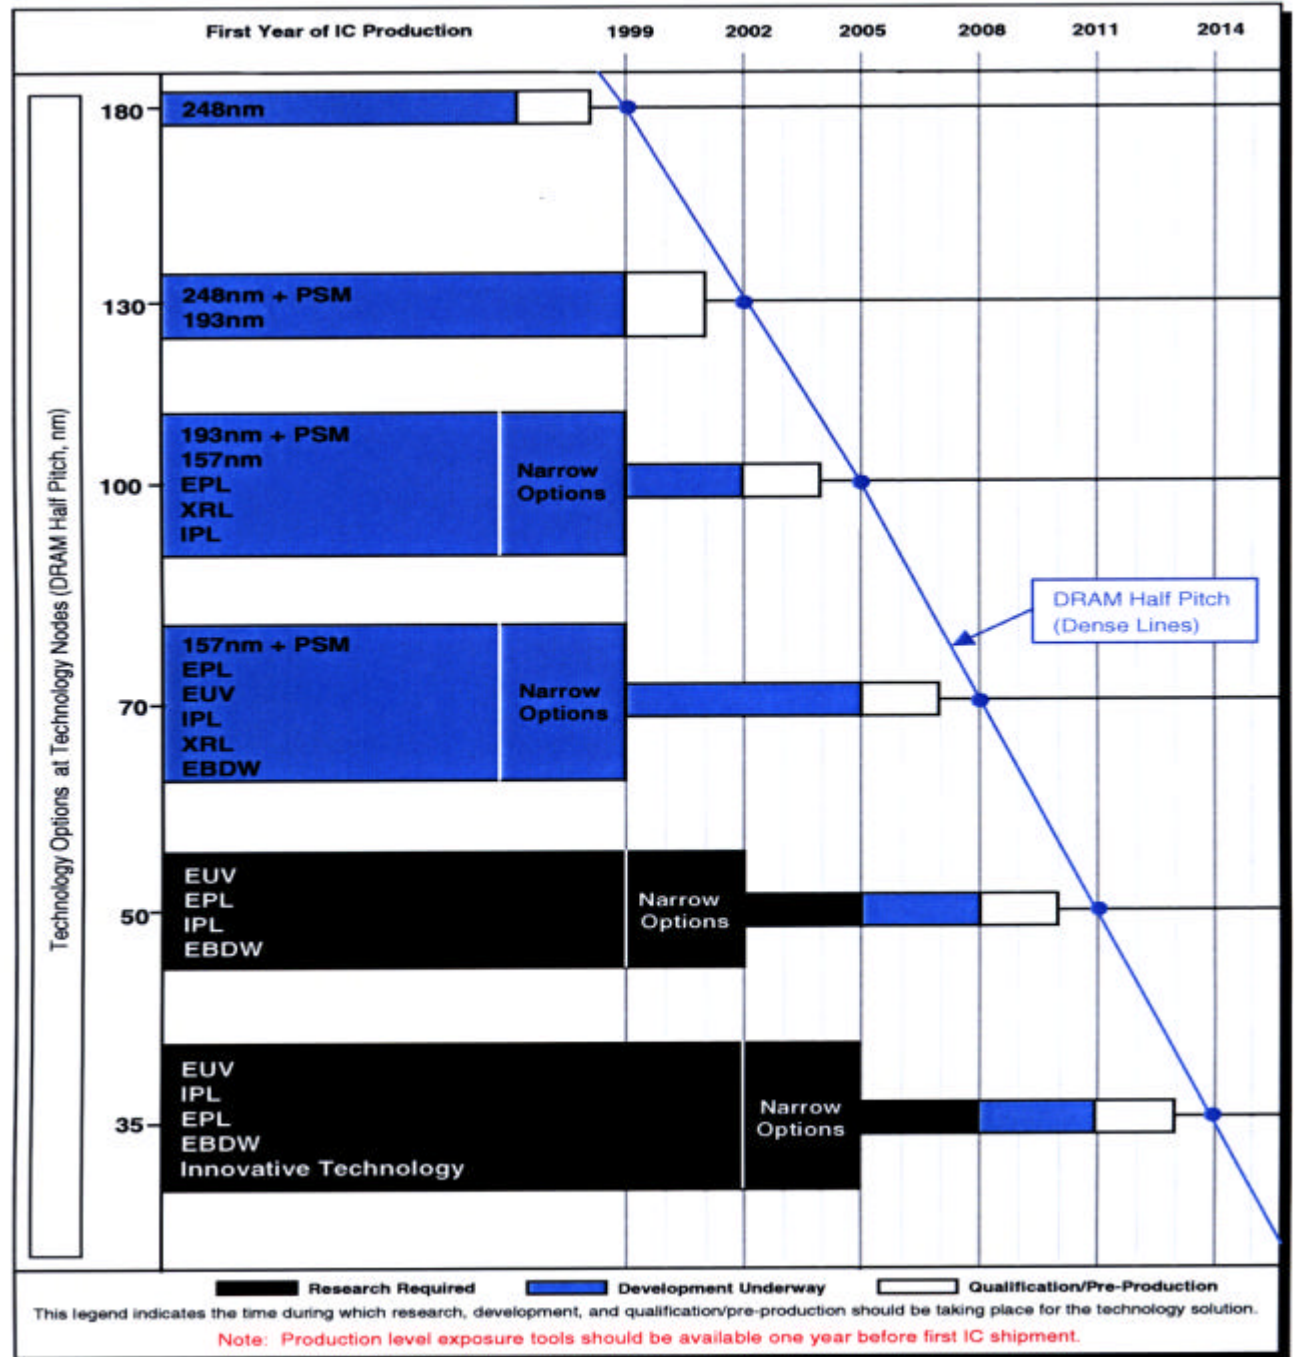 First Year of IC Production 1999 2002 2005 2008 2011 2014
Technology Options at Technology Nodes (DRAM Half Pitch, nm)
180
248nm
130
248nm + PSM
193nm
100
193nm + PSM
157nm
EPL
XRL
IPL
Narrow
Options
DRAM Half Pitch
(Dense Lines)
70
157nm + PSM
EPL
EUV
IPL
XRL
EBDW
Narrow
Options
50
EUV
EPL
IPL
EBDW
Narrow
Options
35
EUV
IPL
EPL
EBDW
Innovative Technology
Narrow
Options
Research Required Development Underway Qualification/Pre-Production
This legend indicates the time during which research, development, and qualification/pre-production should be taking place for the technology solution.
Note: Production level exposure tools should be available one year before first IC shipment.